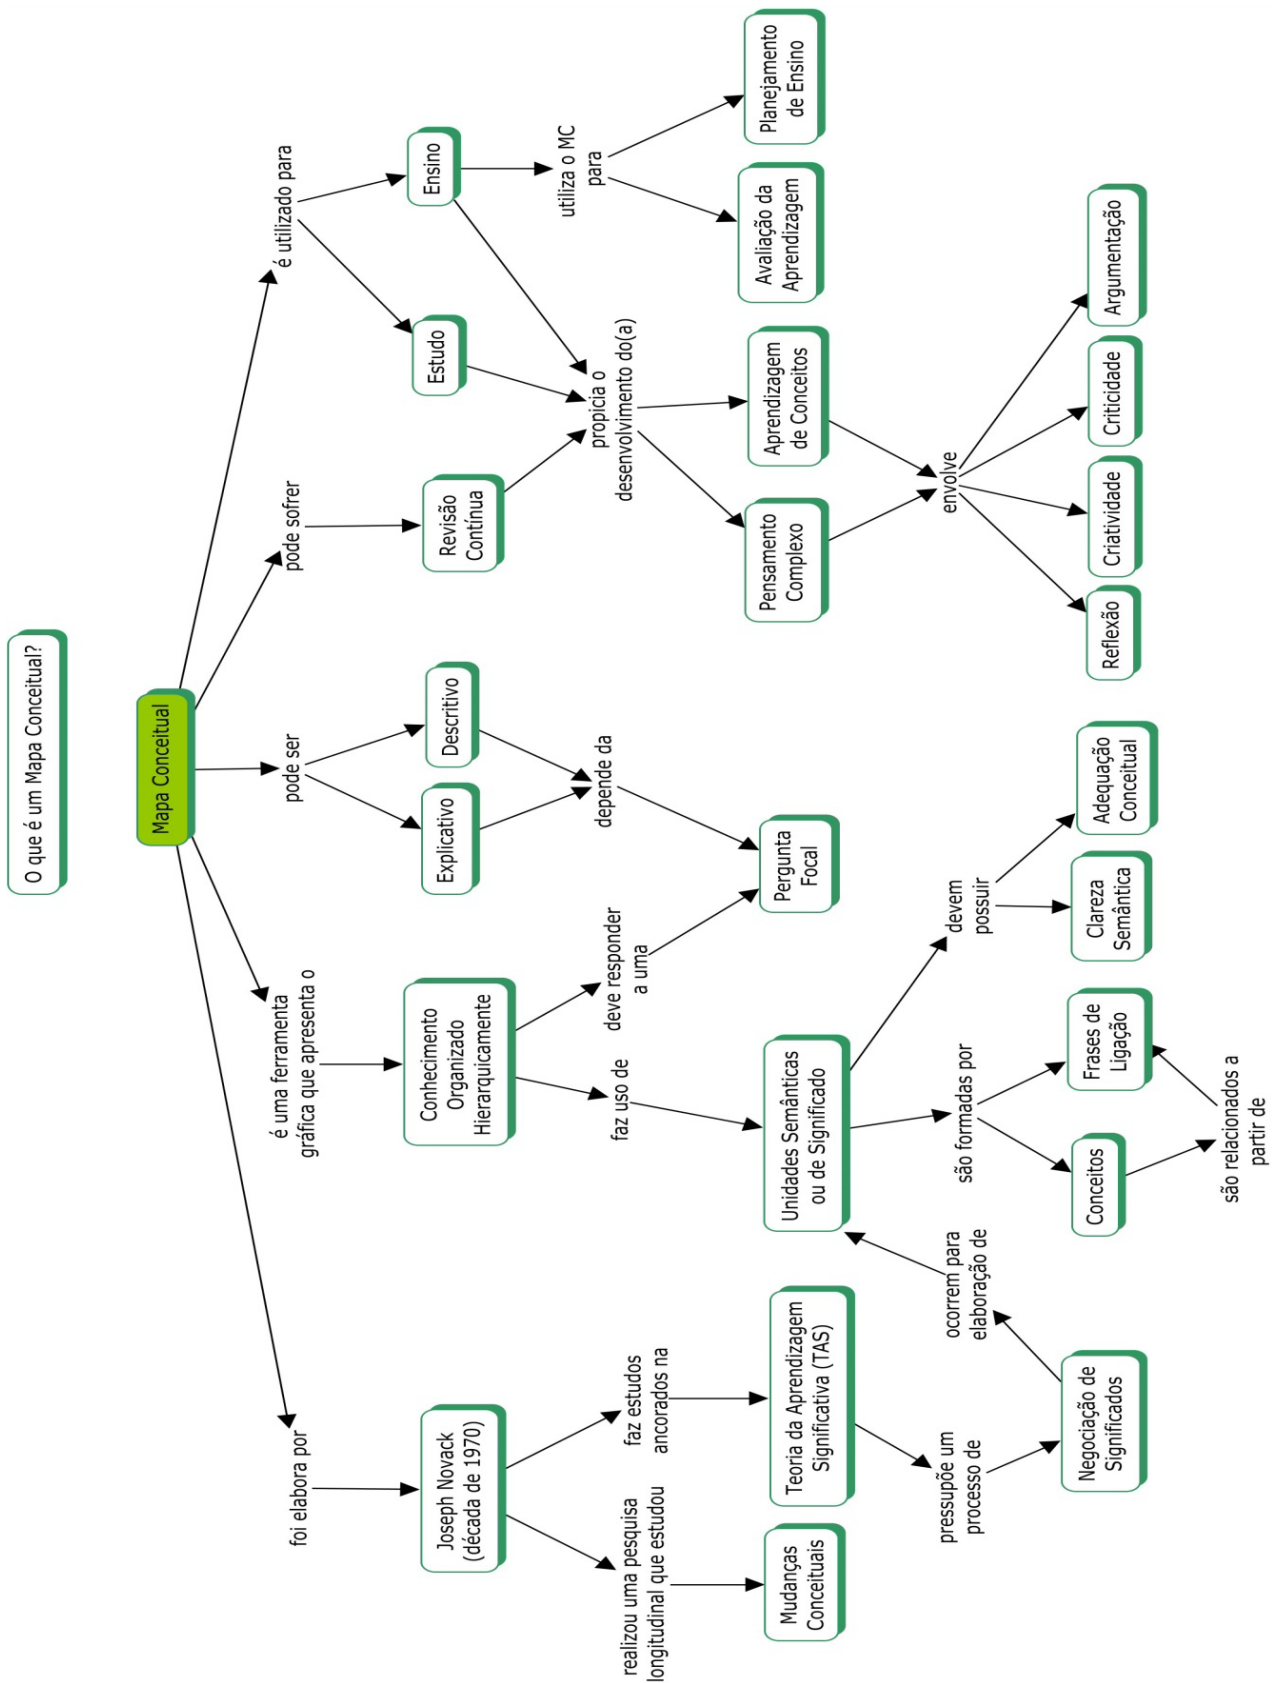 O que é um Mapa Conceitual?
Mapa Conceitual
foi elabora por
é uma ferramenta
gráfica que apresenta o
pode ser
pode sofrer
é utilizado para
Joseph Novack
(década de 1970)
Conhecimento
Organizado
Hierarquicamente
Explicativo
Descritivo
Revisão
Contínua
Estudo
Ensino
realizou uma pesquisa
longitudinal que estudou
faz estudos
ancorados na
faz uso de
deve responder
a uma
depende da
propicia o
desenvolvimento do(a)
utiliza o MC
para
Mudanças
Conceituais
Teoria da Aprendizagem
Significativa (TAS)
Unidades Semânticas
ou de Significado
Pergunta
Focal
Pensamento
Complexo
Aprendizagem
de Conceitos
Avaliação da
Aprendizagem
Planejamento
de Ensino
pressupõe um
processo de
ocorrem para
elaboração de
são formadas por
devem
possuir
envolve
Negociação de
Significados
Conceitos
Frases de
Ligação
Clareza
Semântica
Adequação
Conceitual
Reflexão
Criatividade
Criticidade
Argumentação
são relacionados a
partir de